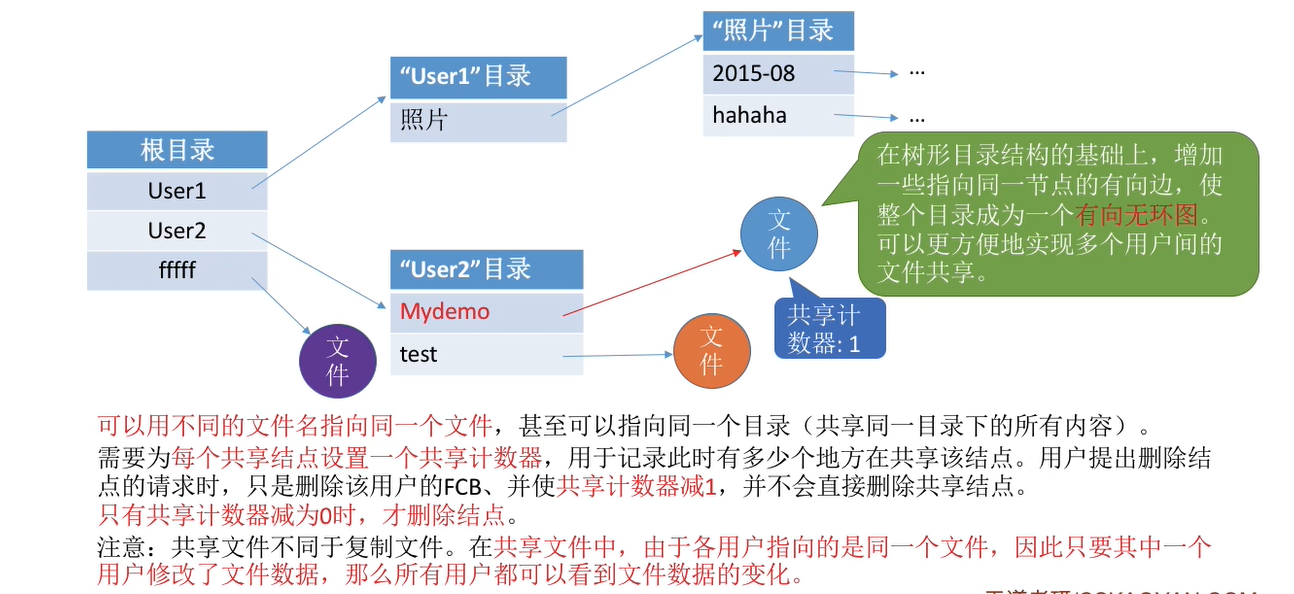 “照片”目录
2015-08
...
hahaha
...
“User1”目录
照片
根目录
User1
User2
fffff
文
件
“User2”目录
Mydemo
test
文
件
文
件
共享计
数器: 1
在树形目录结构的基础上，增加
一些指向同一节点的有向边，使
整个目录成为一个有向无环图。
可以更方便地实现多个用户间的
文件共享。
可以用不同的文件名指向同一个文件，甚至可以指向同一个目录（共享同一目录下的所有内容）。
需要为每个共享结点设置一个共享计数器，用于记录此时有多少个地方在共享该结点。用户提出删除结
点的请求时，只是删除该用户的FCB、并使共享计数器减1，并不会直接删除共享结点。
只有共享计数器减为0时，才删除结点。
注意：共享文件不同于复制文件。在共享文件中，由于各用户指向的是同一个文件，因此只要其中一个
用户修改了文件数据，那么所有用户都可以看到文件数据的变化。